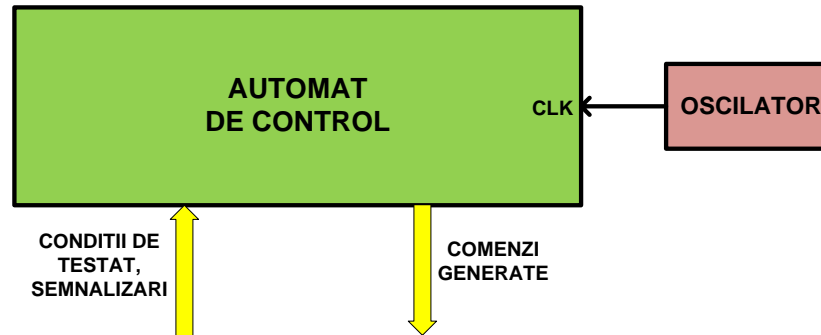 AUTOMAT
DE CONTROL
CLK
OSCILATOR
CONDITII DE
TESTAT,
SEMNALIZARI
COMENZI
GENERATE